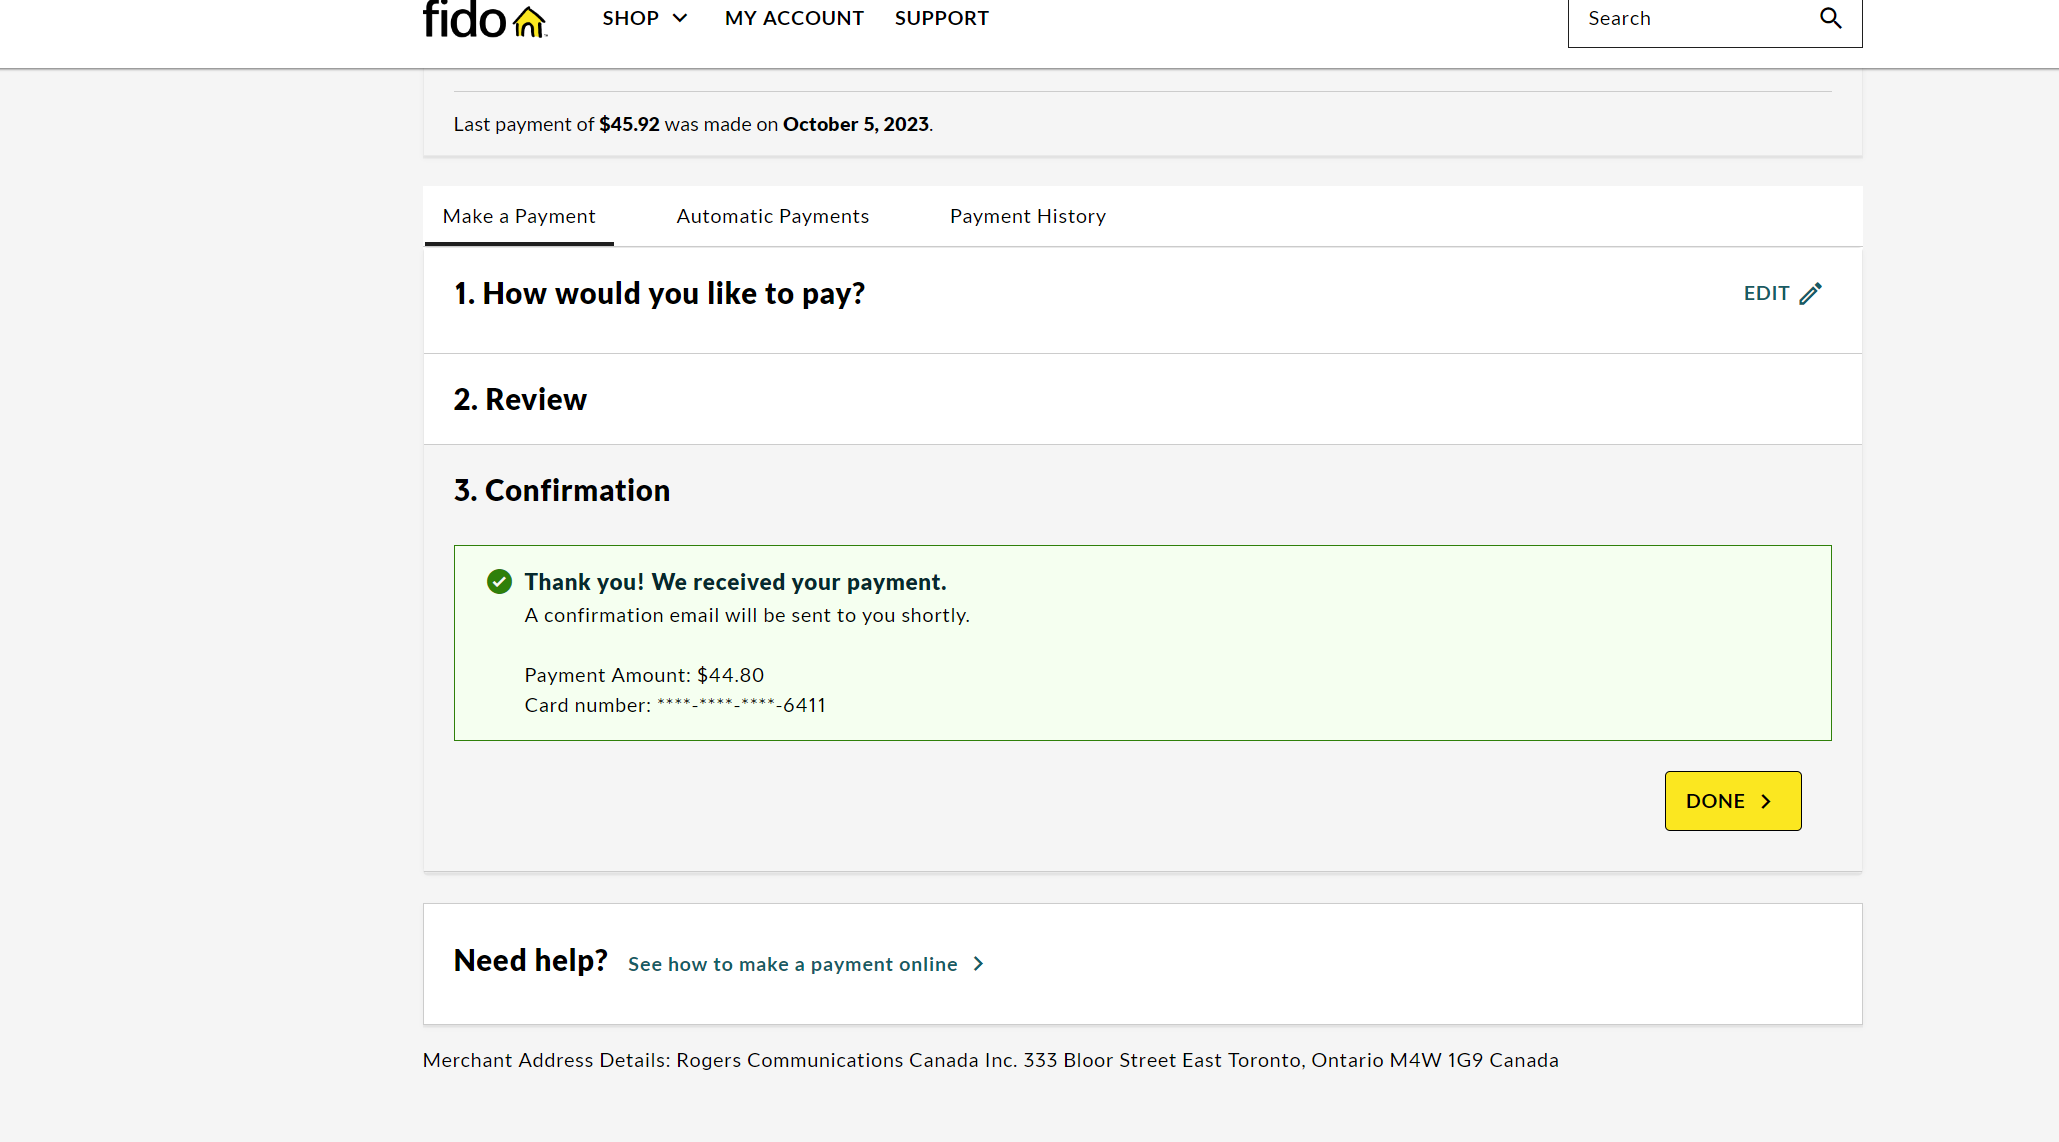 fido
SHOP
MY ACCOUNT
SUPPORT
Search
Last payment of $45.92 was made on October 5, 2023.
Make a Payment
Automatic Payments
Payment History
1. How would you like to pay?
EDIT
2. Review
3. Confirmation
Thank you! We received your payment.
A confirmation email will be sent to you shortly.
Payment Amount: $44.80
Card number: ****-****-****-6411
DONE
Need help?
See how to make a payment online
Merchant Address Details: Rogers Communications Canada Inc. 333 Bloor Street East Toronto, Ontario M4W 1G9 Canada